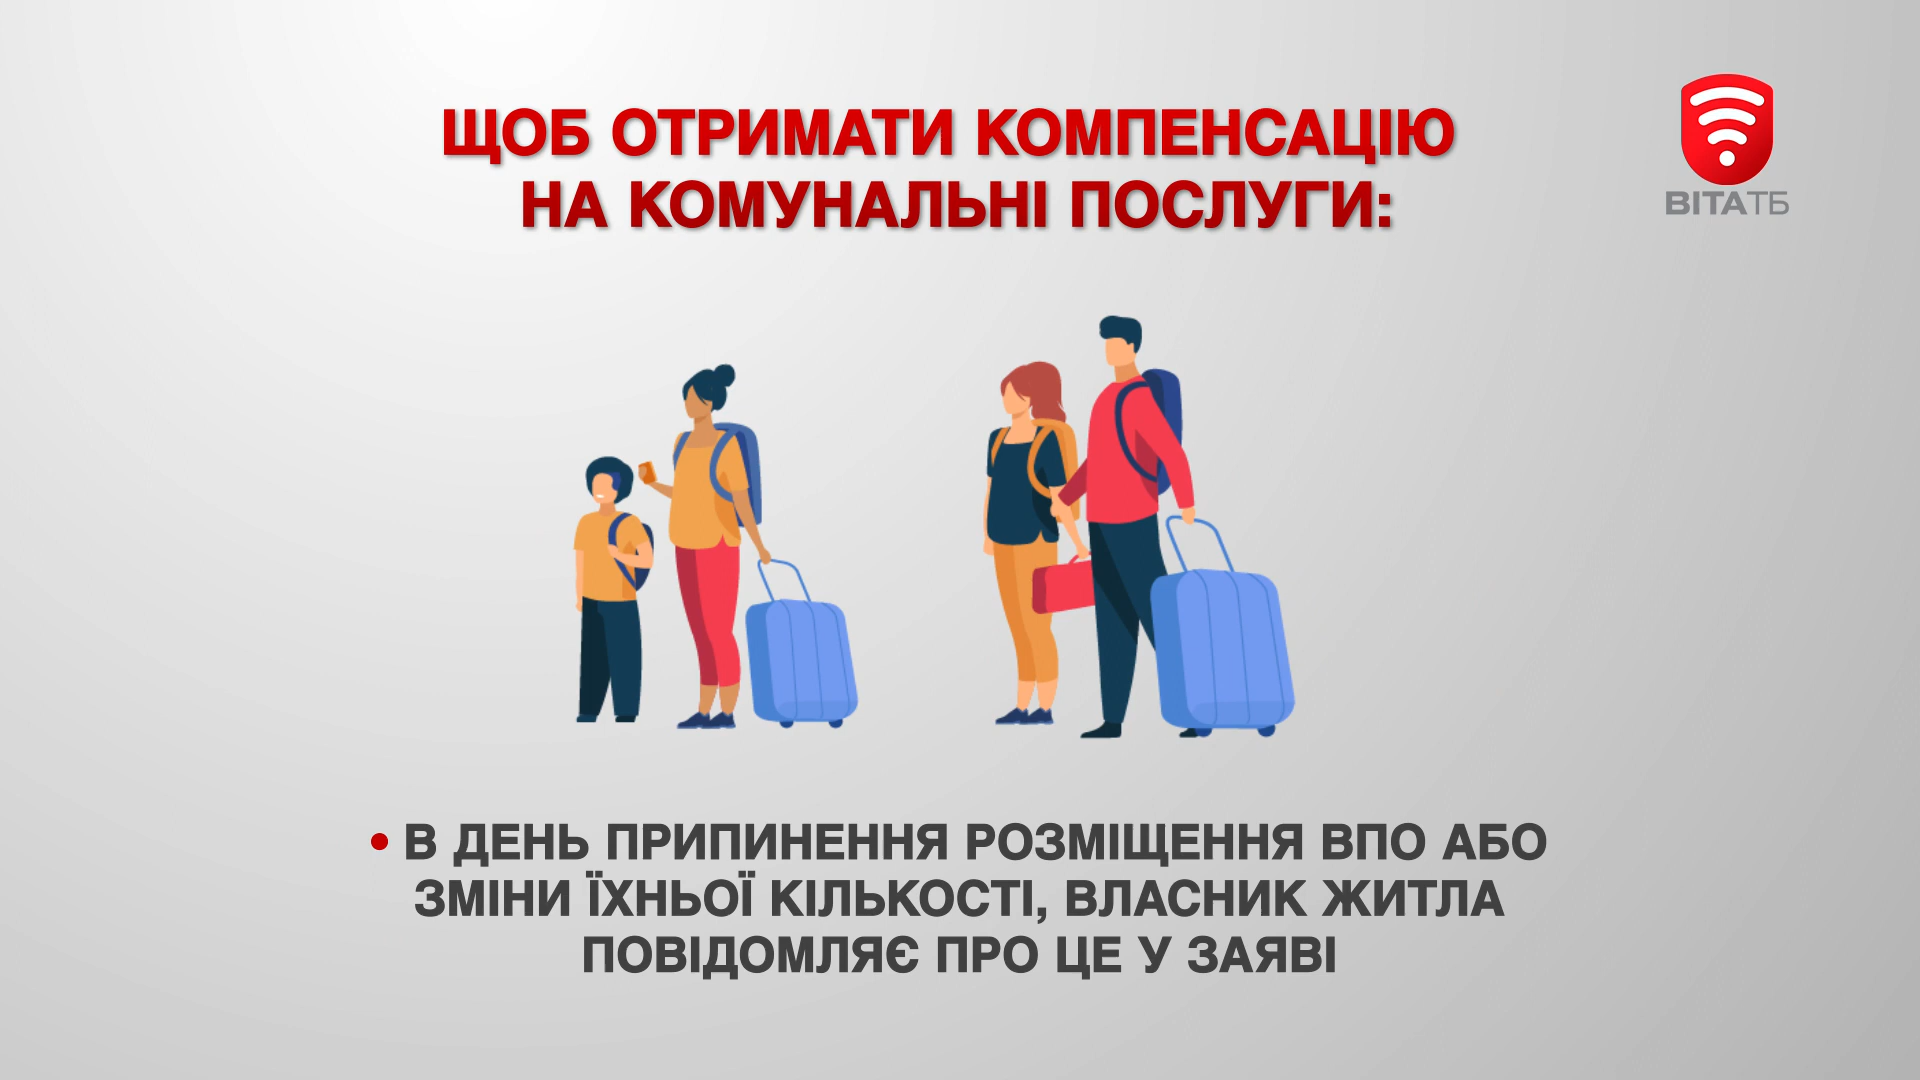 ЩОБ ОТРИМАТИ КОМПЕНСАЦІЮ
НА КОМУНАЛЬНІ ПОСЛУГИ:
ВІТАТБ
• В ДЕНЬ ПРИПИНЕННЯ РОЗМІЩЕННЯ ВПО АБО
ЗМІНИ ЇХНЬОЇ КІЛЬКОСТІ, ВЛАСНИК ЖИТЛА
ПОВІДОМЛЯЄ ПРО ЦЕ У ЗАЯВІ